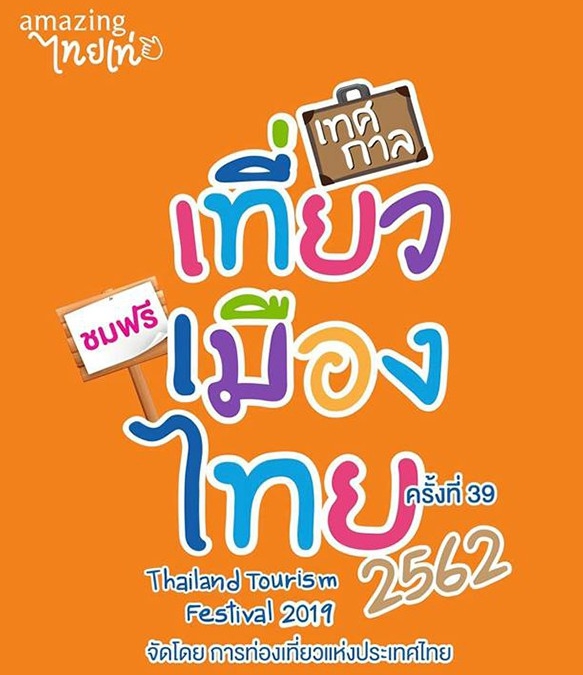 amazing
ไทยเท่
เทศ
กาล
เที่ยว
ชมฟรี
เมือง
ไทย
ครั้งที่ 39
2562
Thailand Tourism
Festival 2019
จัดโดย การท่องเที่ยวแห่งประเทศไทย